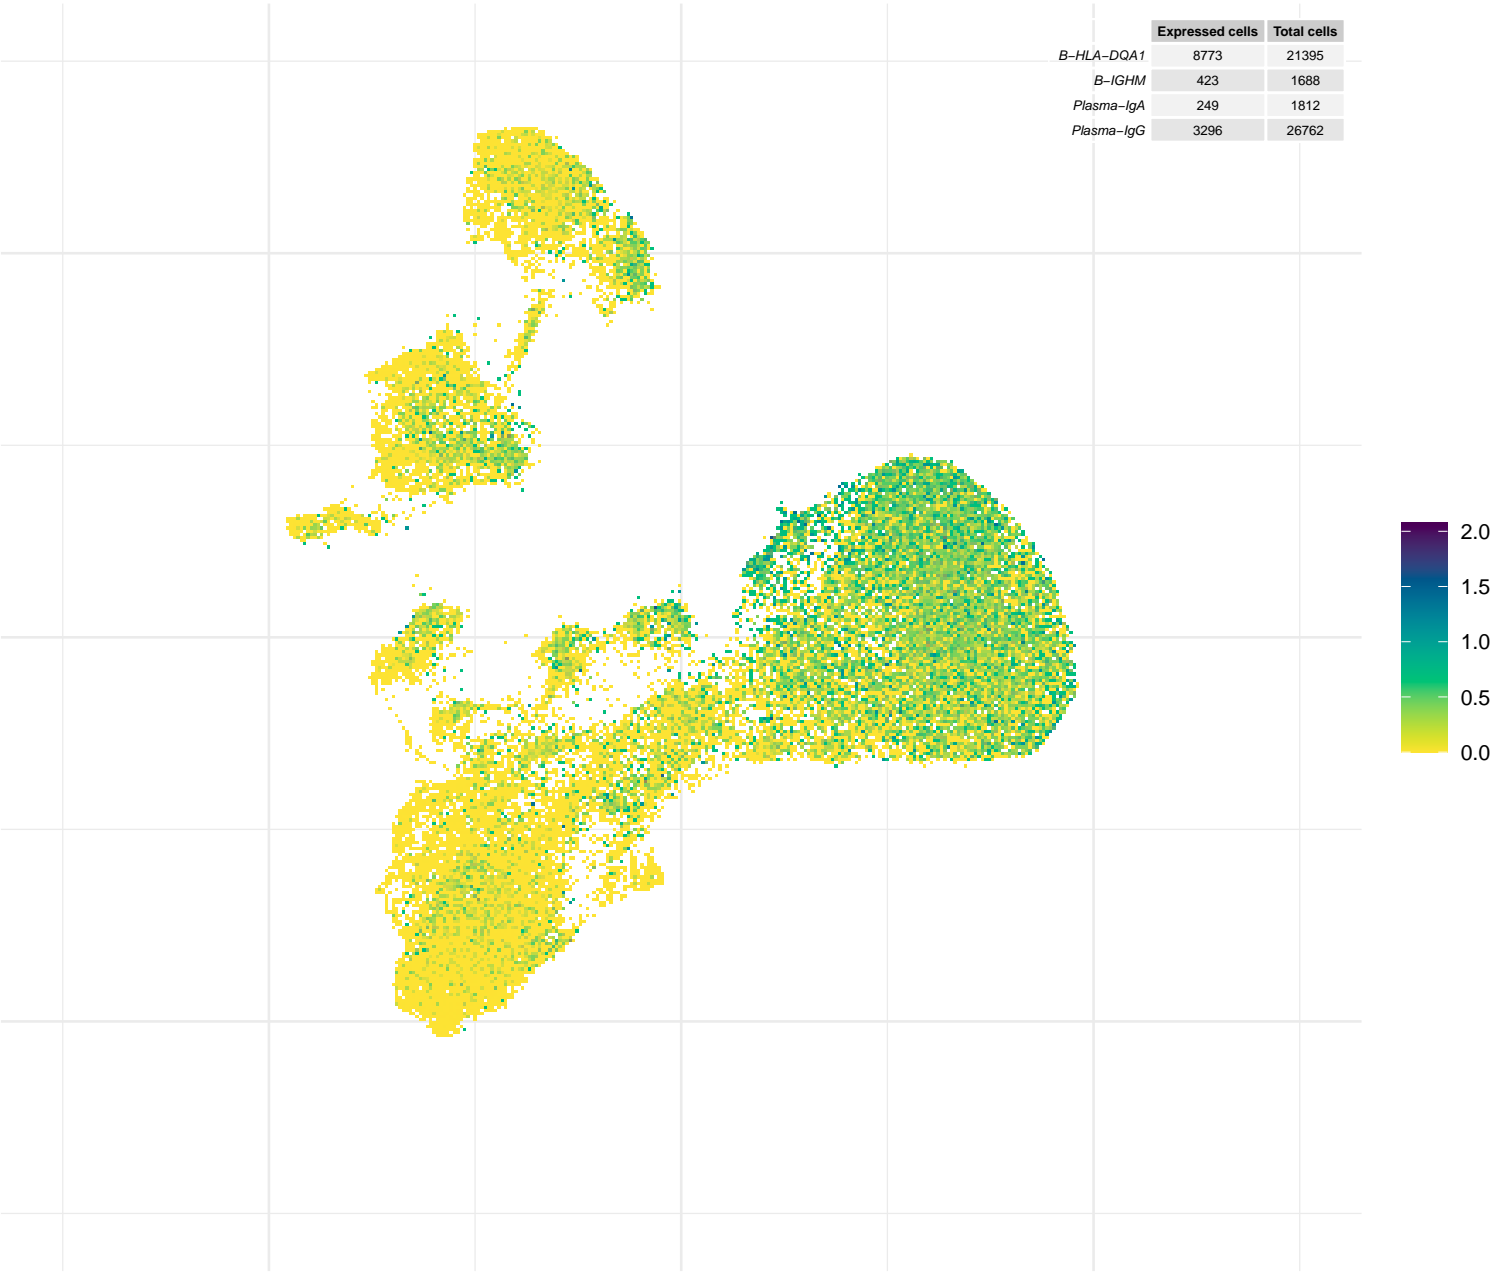 Expressed cells Total cells
B−HLA−DQA1 8773 21395
B−IGHM 423 1688
Plasma−IgA 249 1812
Plasma−IgG 3296 26762
2.0
1.5
1.0
0.5
0.0